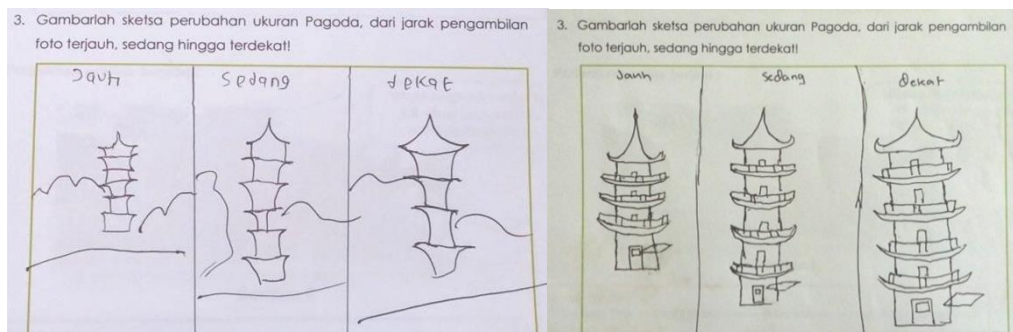 3. Gambarlah sketsa perubahan ukuran Pagoda, dari jarak pengambilan
foto terjauh, sedang hingga terdekat!
Jauh
Sedang
dekat
3. Gambarlah sketsa perubahan ukuran Pagoda, dari jarak pengambilan
foto terjauh, sedang hingga terdekat!
Jauh
Sedang
dekat